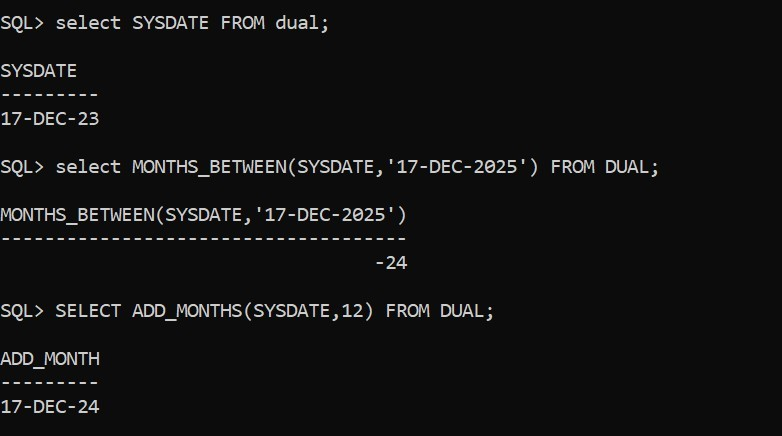 SQL> select SYSDATE FROM dual;
SYSDATE
---------
17-DEC-23
SQL> select MONTHS_BETWEEN(SYSDATE,'17-DEC-2025') FROM DUAL;
MONTHS_BETWEEN(SYSDATE,'17-DEC-2025')
-------------------------------------
-24
SQL> SELECT ADD_MONTHS(SYSDATE,12) FROM DUAL;
ADD_MONTH
---------
17-DEC-24